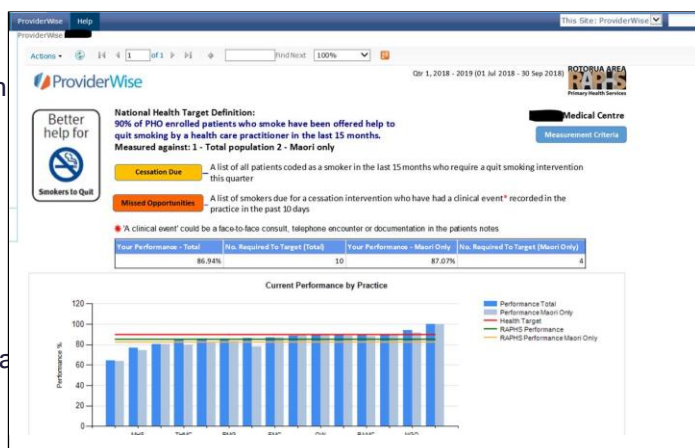 ProviderWise Help This Site: ProviderWise
ProviderWise
Actions 1 of 1 Find Next 100%
ProviderWise
Qtr 1, 2018 - 2019 (01 Jul 2018 - 30 Sep 2018)
ROTORUA AREA
RAPHS
Primary Health Services
Medical Centre
Measurement Criteria
Better
help for
Smokers to Quit
National Health Target Definition:
90% of PHO enrolled patients who smoke have been offered help to
quit smoking by a health care practitioner in the last 15 months.
Measured against: 1 - Total population 2 - Maori only
Cessation Due
A list of all patients coded as a smoker in the last 15 months who require a quit smoking intervention
this quarter
Missed Opportunities
A list of smokers due for a cessation intervention who have had a clinical event* recorded in the
practice in the past 10 days
* 'A clinical event' could be a face-to-face consult, telephone encounter or documentation in the patients notes
Your Performance - Total No. Required To Target (Total) Your Performance - Maori Only No. Required To Target (Maori Only)
86.94% 10 87.07% 4
Current Performance by Practice
Performance %
120
100
80
60
40
20
0
Performance Total
Performance Maori Only
Health Target
RAPHS Performance
RAPHS Performance Maori Only